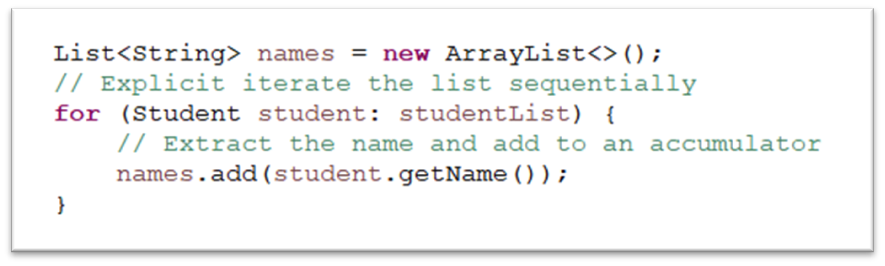 List<String> names = new ArrayList<>();
// Explicit iterate the list sequentially
for (Student student: studentList) {
    // Extract the name and add to an accumulator
    names.add(student.getName());
}